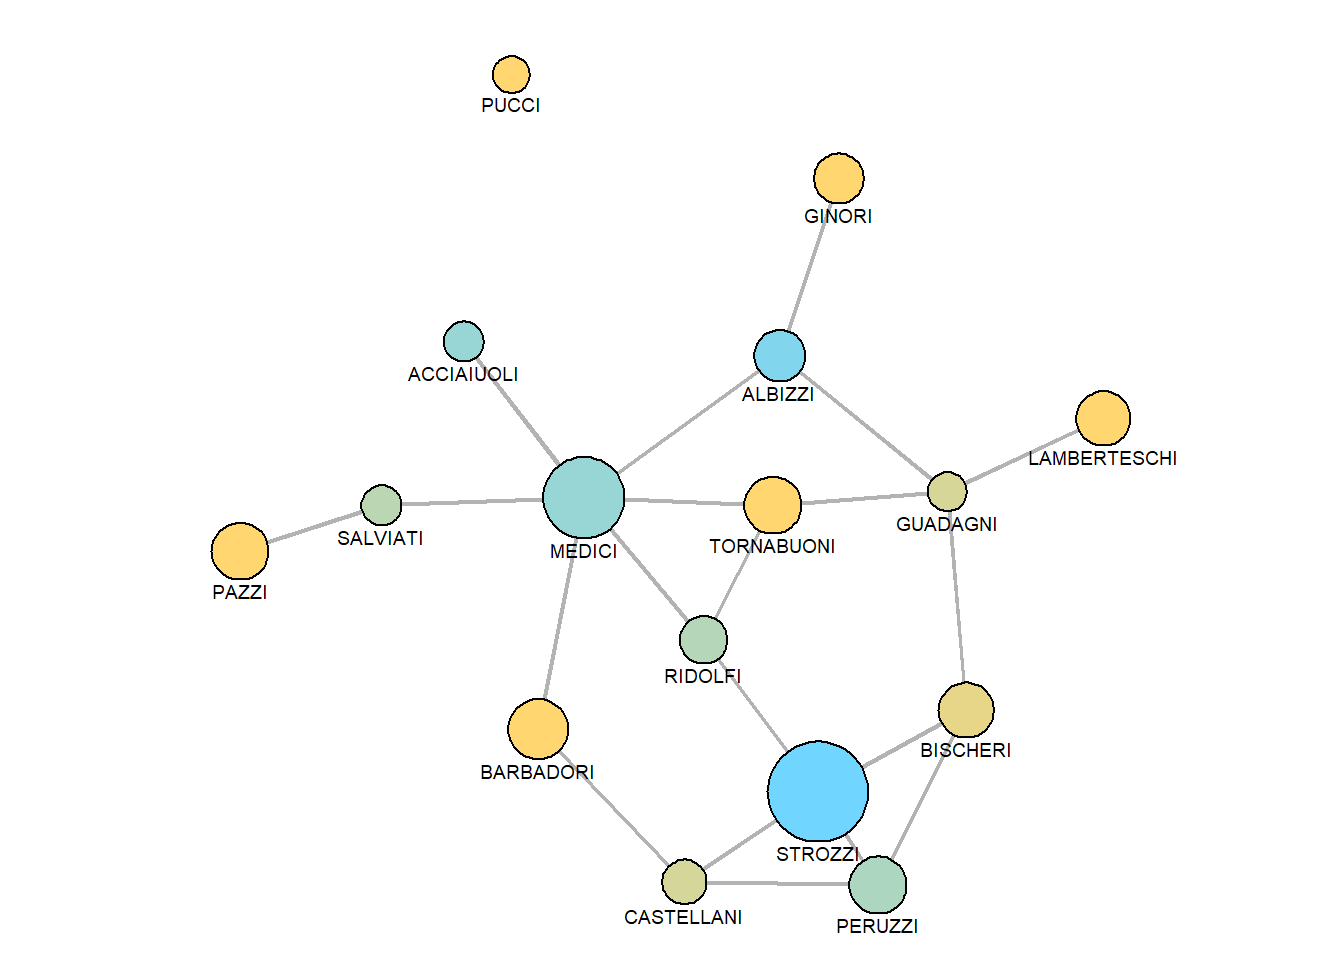 PUCCI
GINORI
ACCIAIUOLI
ALBIZZI
LAMBERTESCHI
GUADAGNI
SALVIATI
MEDICI
TORNABUONI
PAZZI
RIDOLFI
BISCHERI
BARBADORI
STROZZI
CASTELLANI
PERUZZI